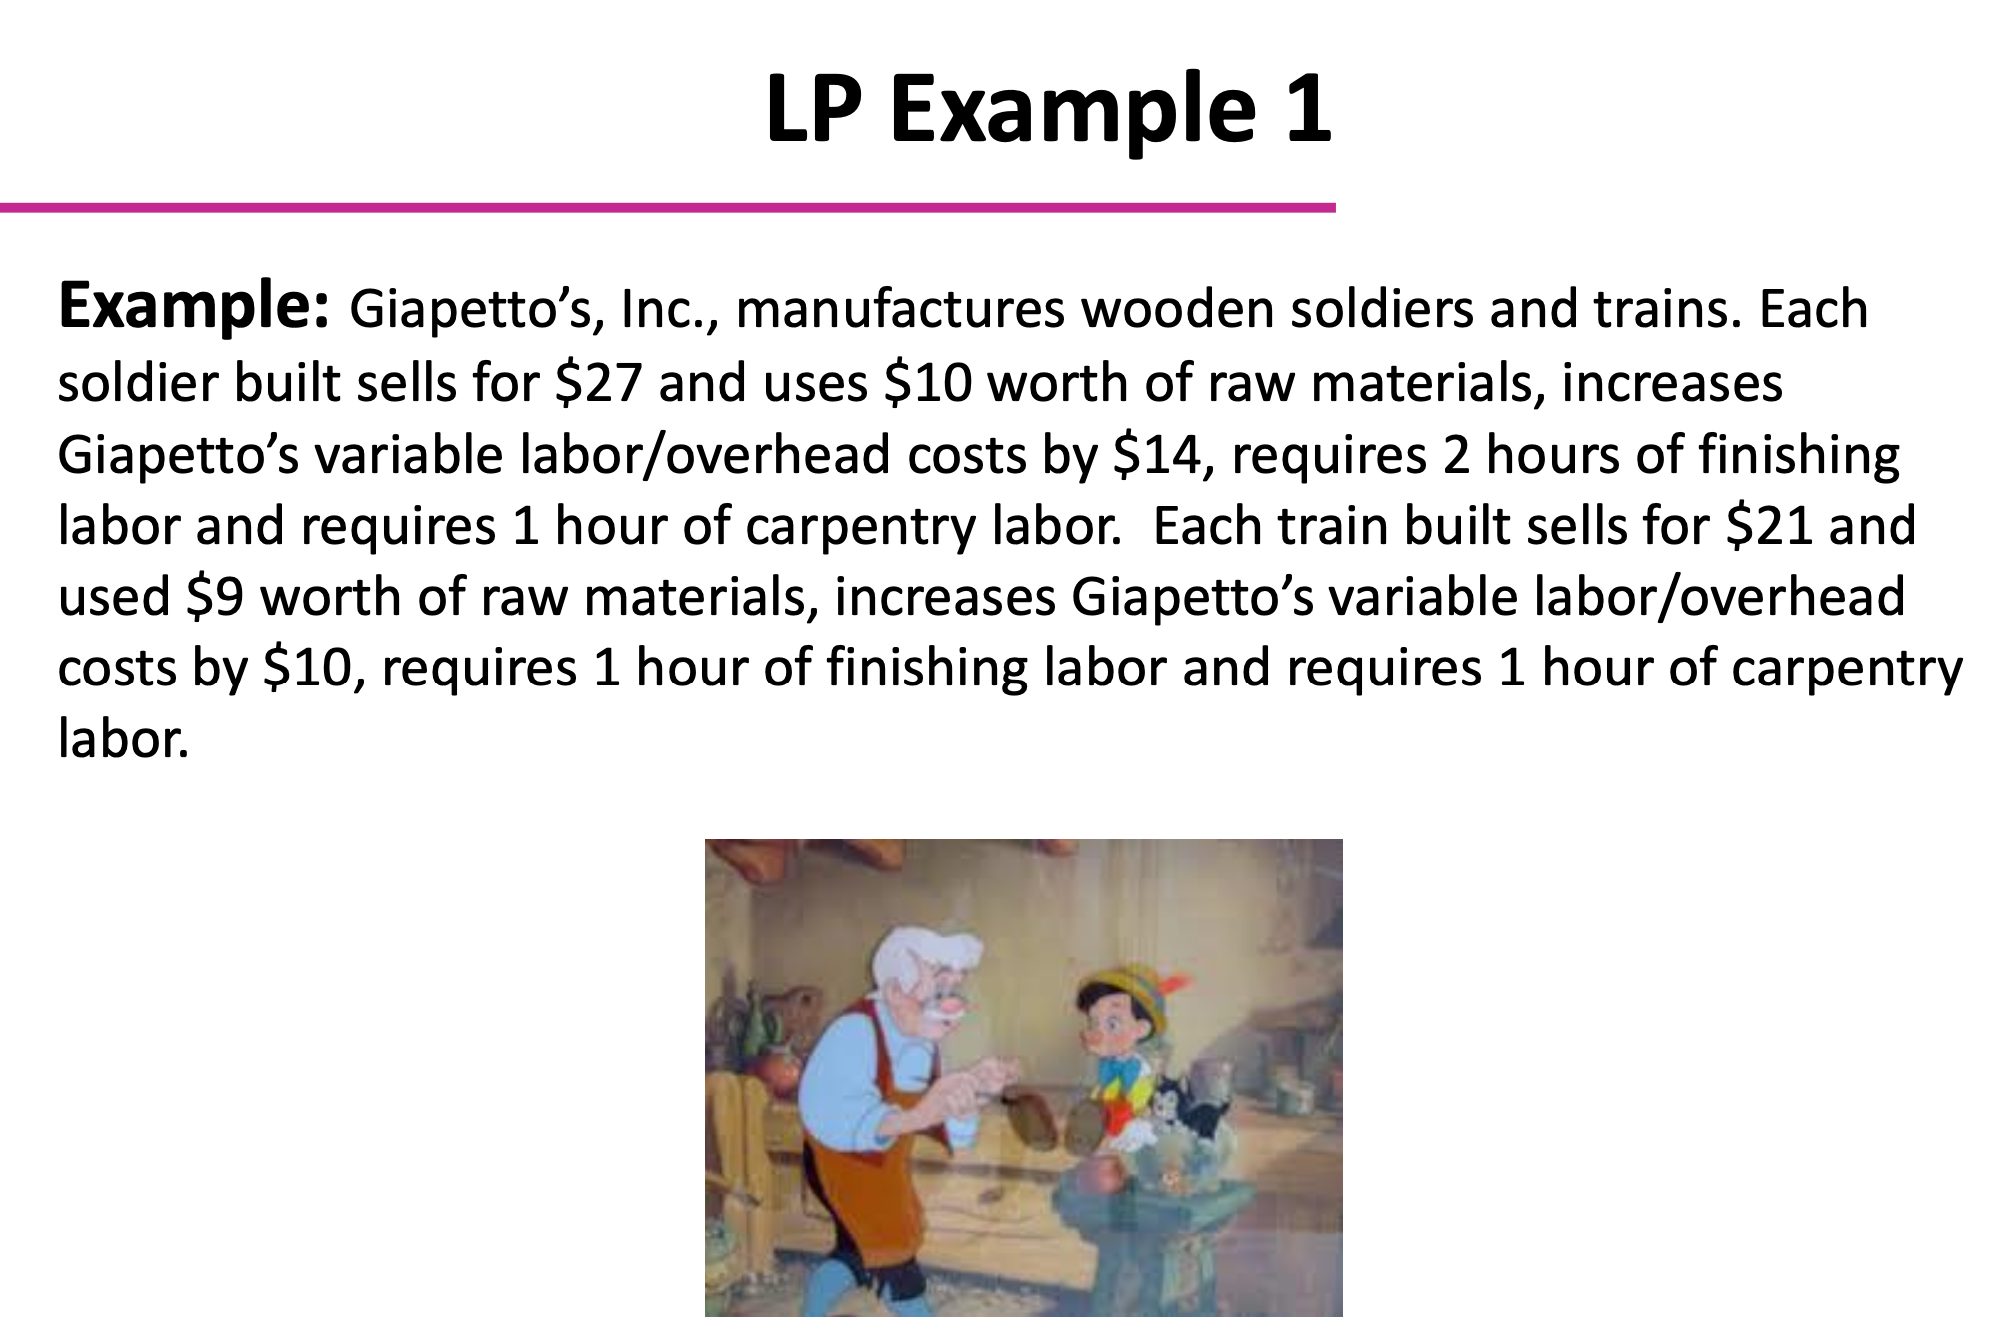 LP Example 1
Example: Giapetto’s, Inc., manufactures wooden soldiers and trains. Each
soldier built sells for $27 and uses $10 worth of raw materials, increases
Giapetto’s variable labor/overhead costs by $14, requires 2 hours of finishing
labor and requires 1 hour of carpentry labor.  Each train built sells for $21 and
used $9 worth of raw materials, increases Giapetto’s variable labor/overhead
costs by $10, requires 1 hour of finishing labor and requires 1 hour of carpentry
labor.